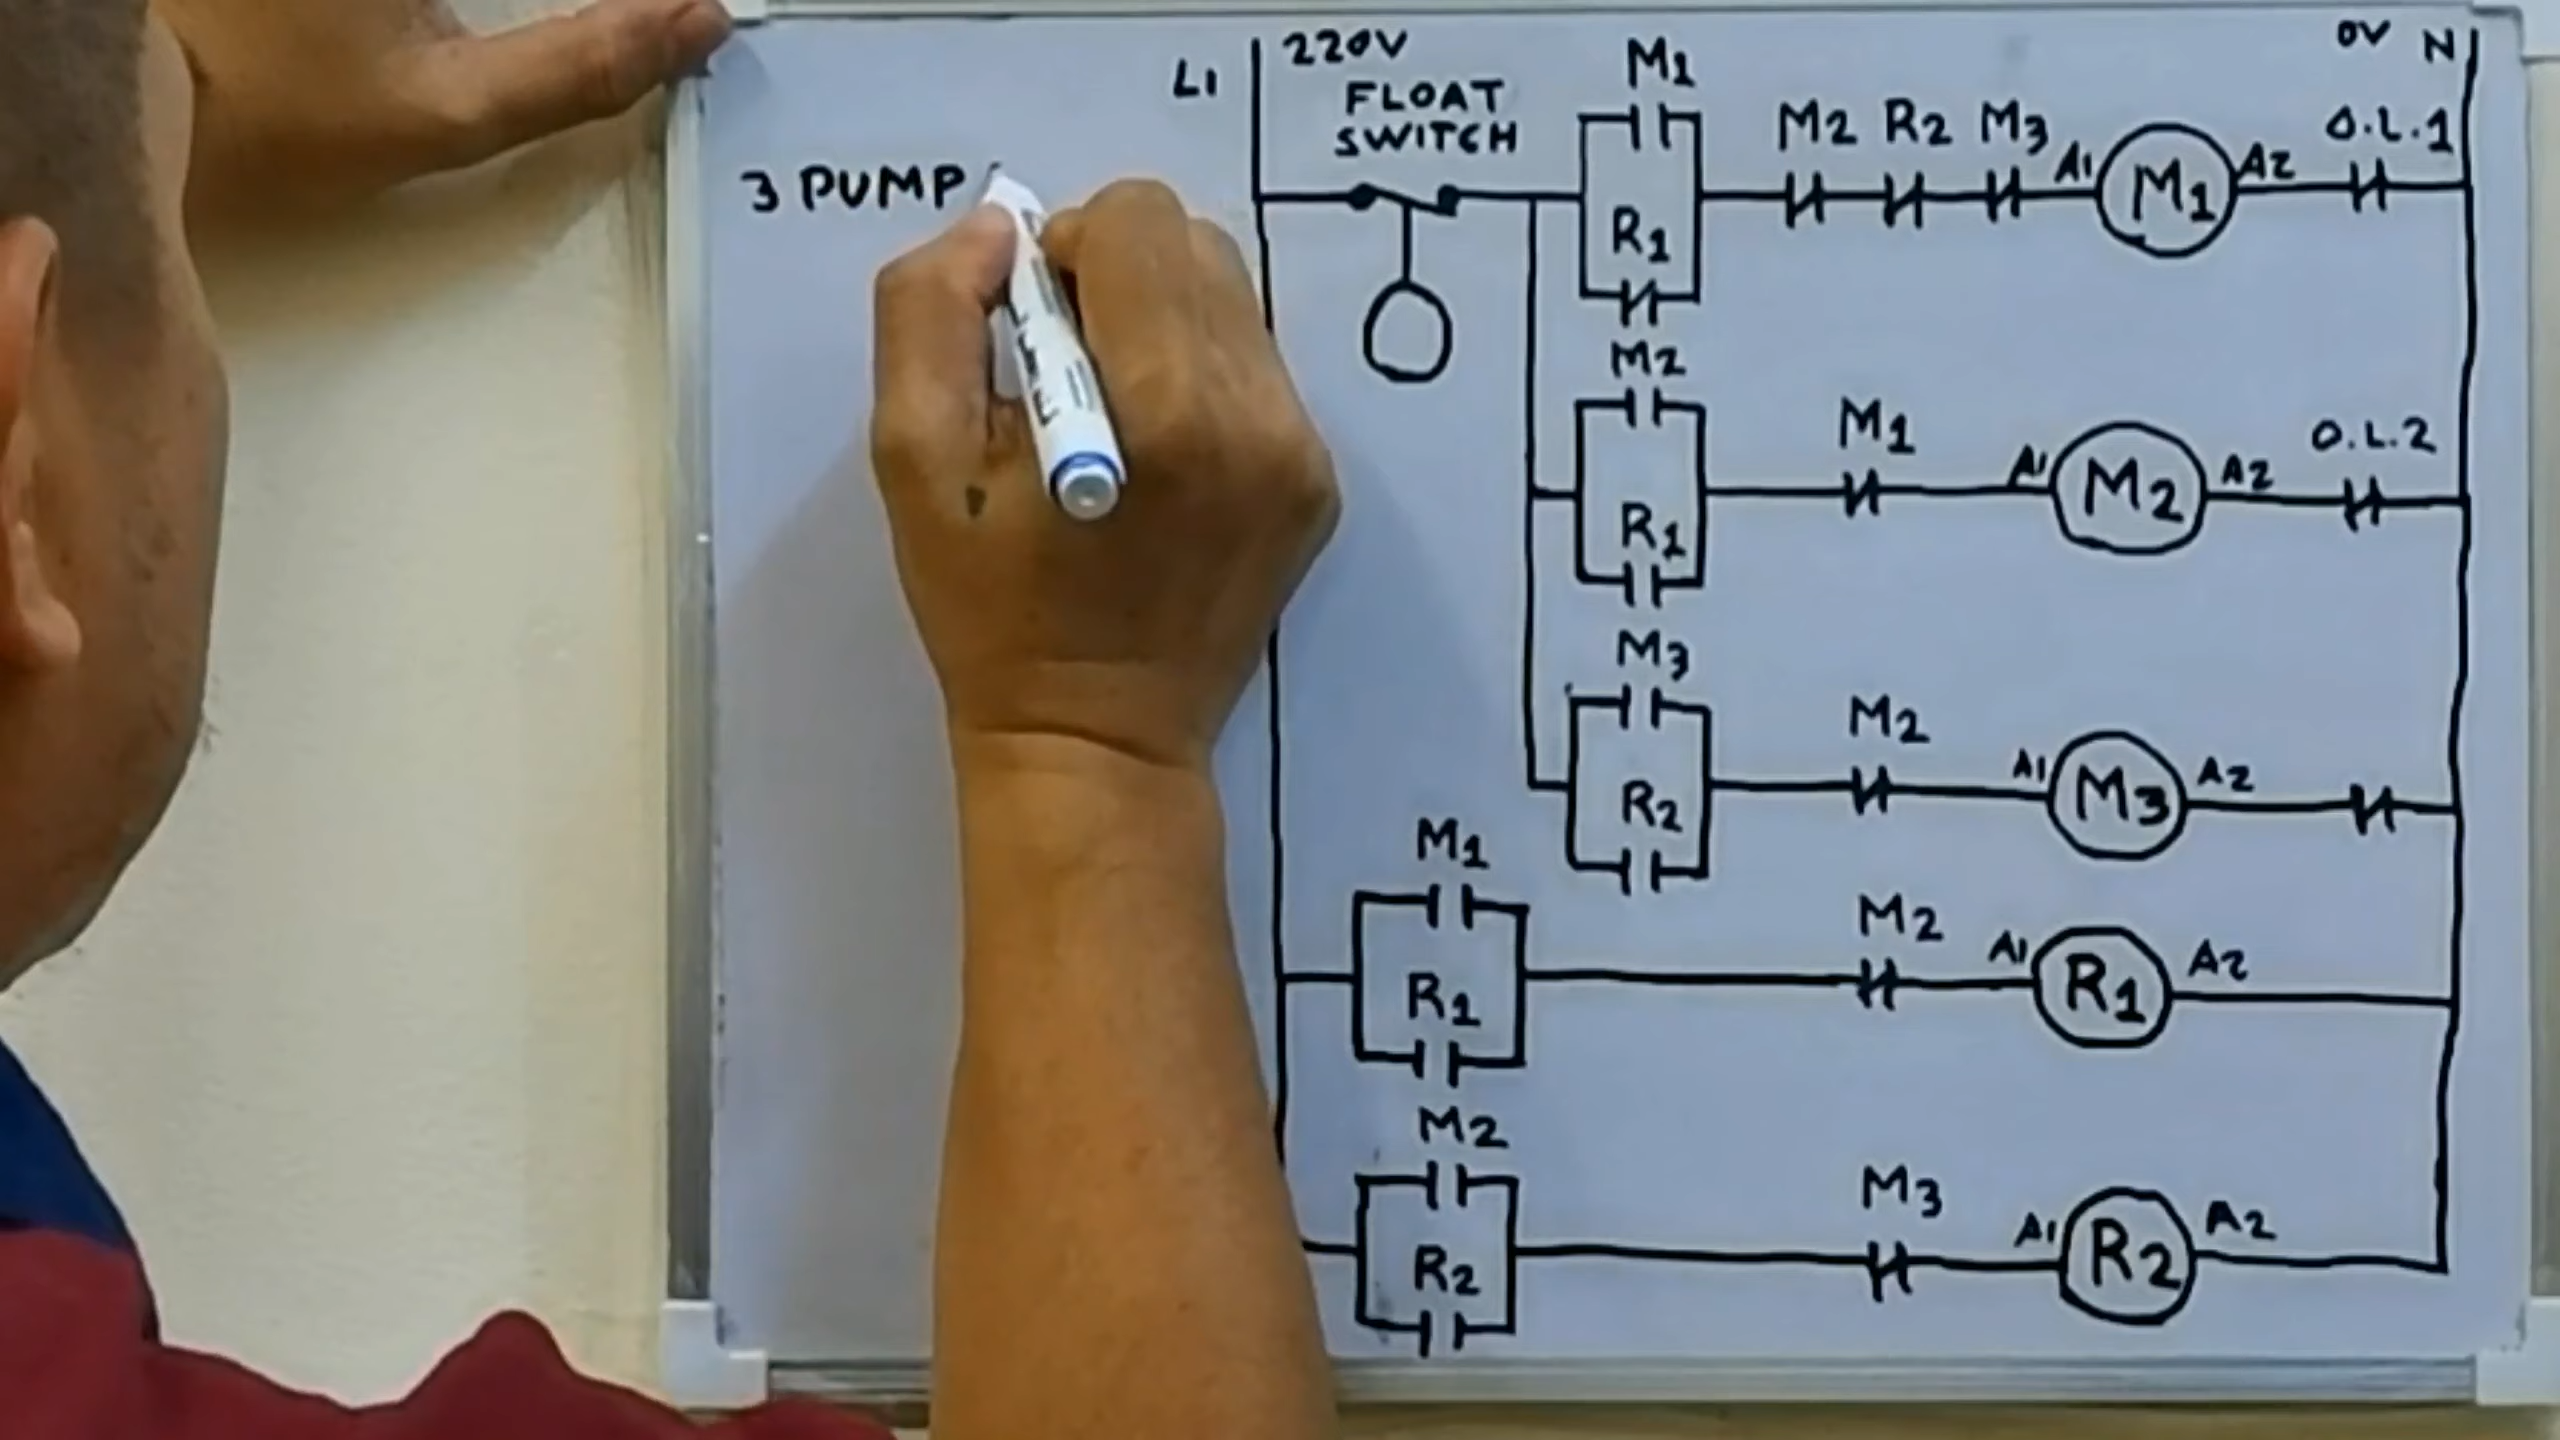 3 PUMP
L1 220V 0V N
FLOAT
SWITCH
M1
R1
M2 R2 M3 A1 M1 A2 O.L.1
M2
R1
M1 A1 M2 A2 O.L.2
M3
R2
M2 A1 M3 A2
M1
R1
M2 A1 R1 A2
M2
R2
M3 A1 R2 A2